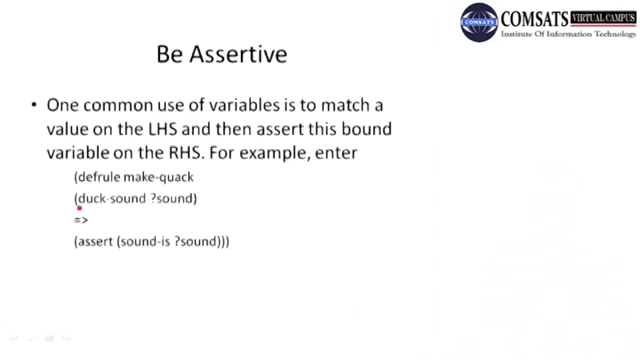 COMSATS VIRTUAL CAMPUS
Institute Of Information Technology
COMSATS
Be Assertive
• One common use of variables is to match a
value on the LHS and then assert this bound
variable on the RHS. For example, enter
(defrule make-quack
(duck-sound ?sound)
=>
(assert (sound-is ?sound)))